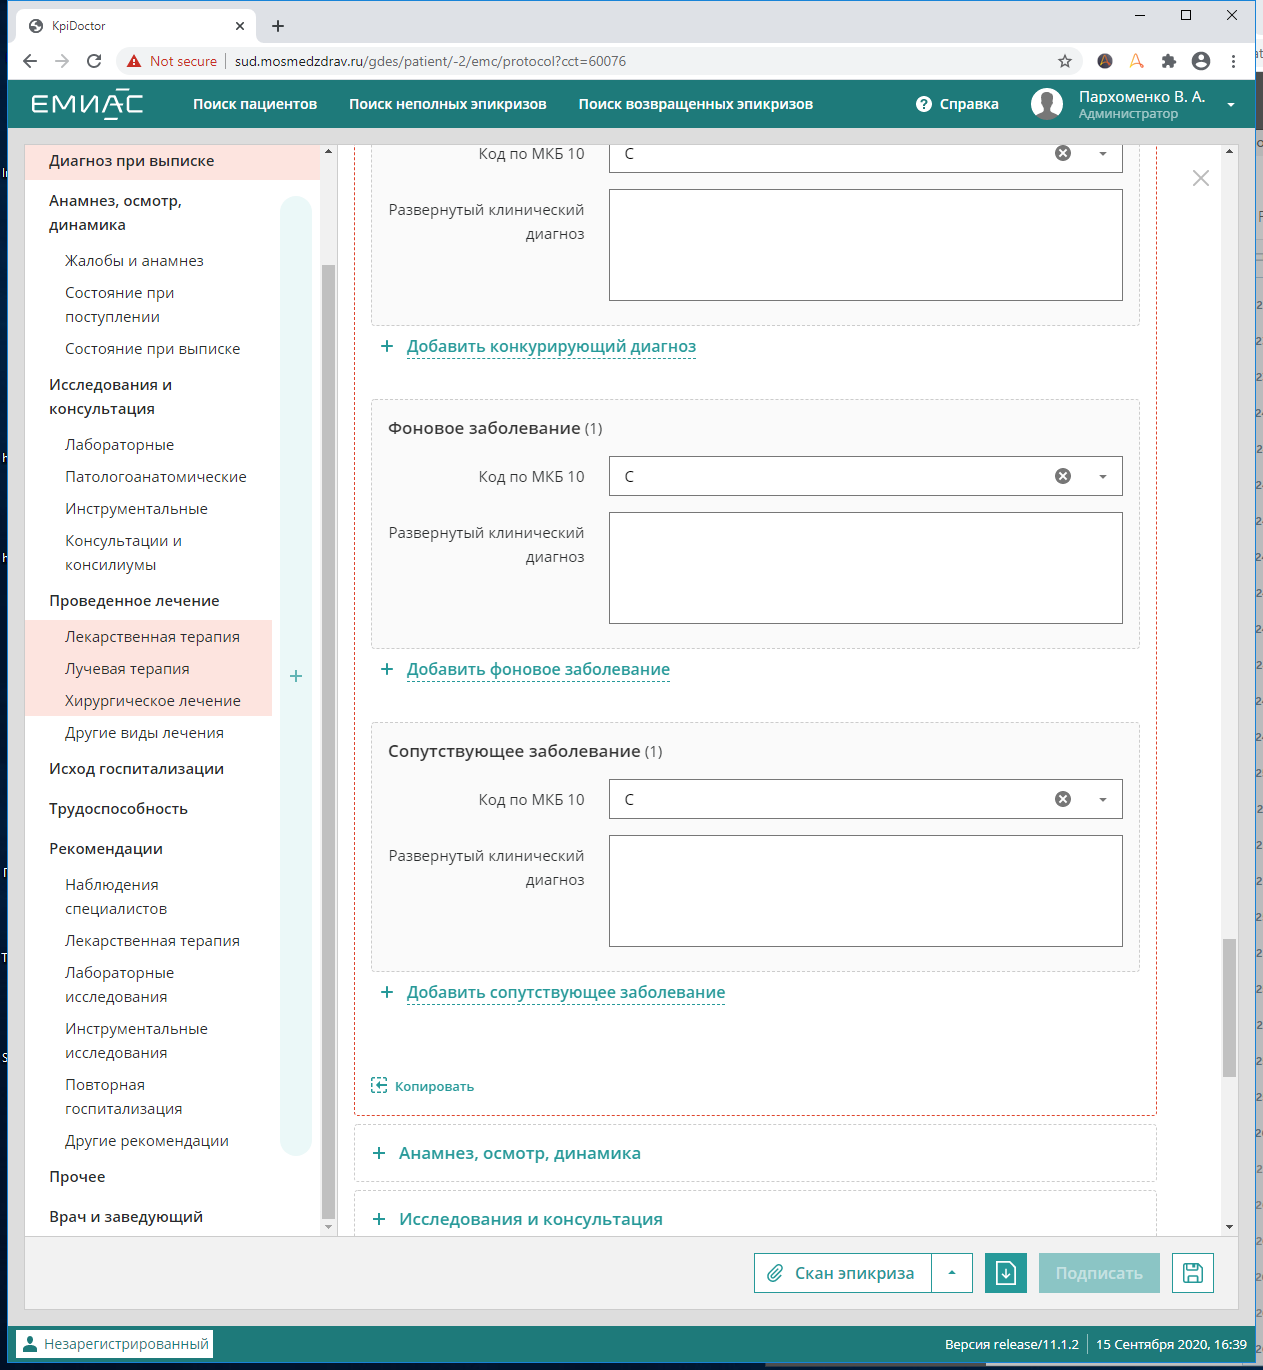 KpiDoctor
Not secure
sud.mosmedzdrav.ru/gdes/patient/-2/emc/protocol?cct=60076
ЕМИАС
Поиск пациентов
Поиск неполных эпикризов
Поиск возвращенных эпикризов
Справка
Пархоменко В. А.
Администратор
Диагноз при выписке
Анамнез, осмотр,
динамика
Жалобы и анамнез
Состояние при
поступлении
Состояние при выписке
Исследования и
консультация
Лабораторные
Патологоанатомические
Инструментальные
Консультации и
консилиумы
Проведенное лечение
Лекарственная терапия
Лучевая терапия
Хирургическое лечение
Другие виды лечения
Исход госпитализации
Трудоспособность
Рекомендации
Наблюдения
специалистов
Лекарственная терапия
Лабораторные
исследования
Инструментальные
исследования
Повторная
госпитализация
Другие рекомендации
Прочее
Врач и заведующий
Код по МКБ 10
C
Развернутый клинический
диагноз
+ Добавить конкурирующий диагноз
Фоновое заболевание (1)
Код по МКБ 10
C
Развернутый клинический
диагноз
+ Добавить фоновое заболевание
Сопутствующее заболевание (1)
Код по МКБ 10
C
Развернутый клинический
диагноз
+ Добавить сопутствующее заболевание
Копировать
+ Анамнез, осмотр, динамика
+ Исследования и консультация
Скан эпикриза
Подписать
Незарегистрированный
Версия release/11.1.2
15 Сентября 2020, 16:39